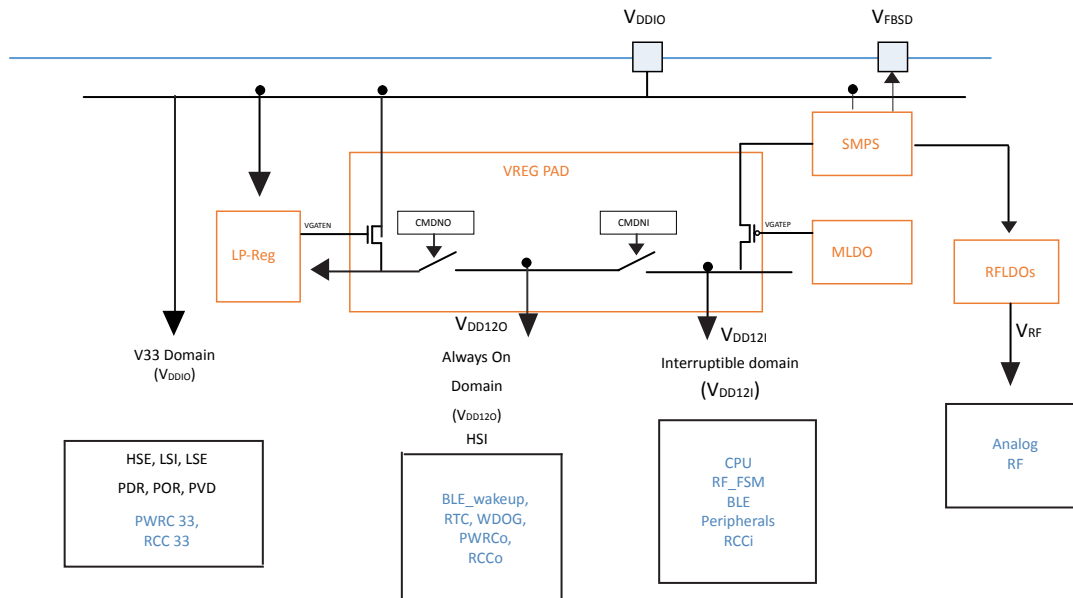 VDDIO
VFBSD
SMPS
VREG PAD
CMDNO
CMDNI
VGATEN
VGATEP
LP-Reg
MLDO
RFLDOs
VDD12O
VDD12I
VRF
V33 Domain
(VDDIO)
Always On
Domain
(VDD12O)
HSI
Interruptible domain
(VDD12I)
HSE, LSI, LSE
PDR, POR, PVD
PWRC 33,
RCC 33
BLE_wakeup,
RTC, WDOG,
PWRCo,
RCCo
CPU
RF_FSM
BLE
Peripherals
RCCi
Analog
RF